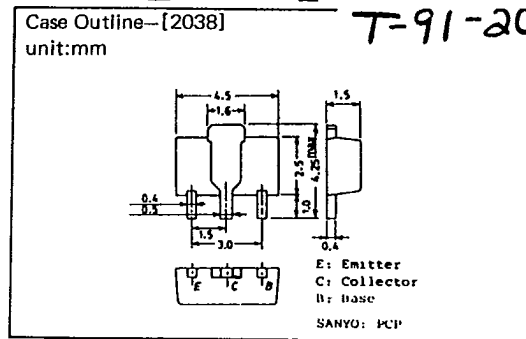 Case Outline—[2038]
T-91-20
unit:mm
4.5
1.6
1.5
2.5
4.25max
1.0
0.4
0.5
1.5
3.0
0.4
E C B
E: Emitter
C: Collector
B: Base
SANYO: PCP